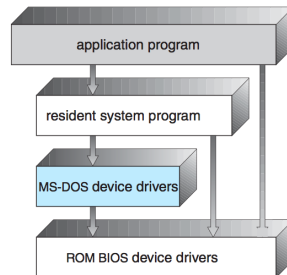 application program
resident system program
MS-DOS device drivers
ROM BIOS device drivers